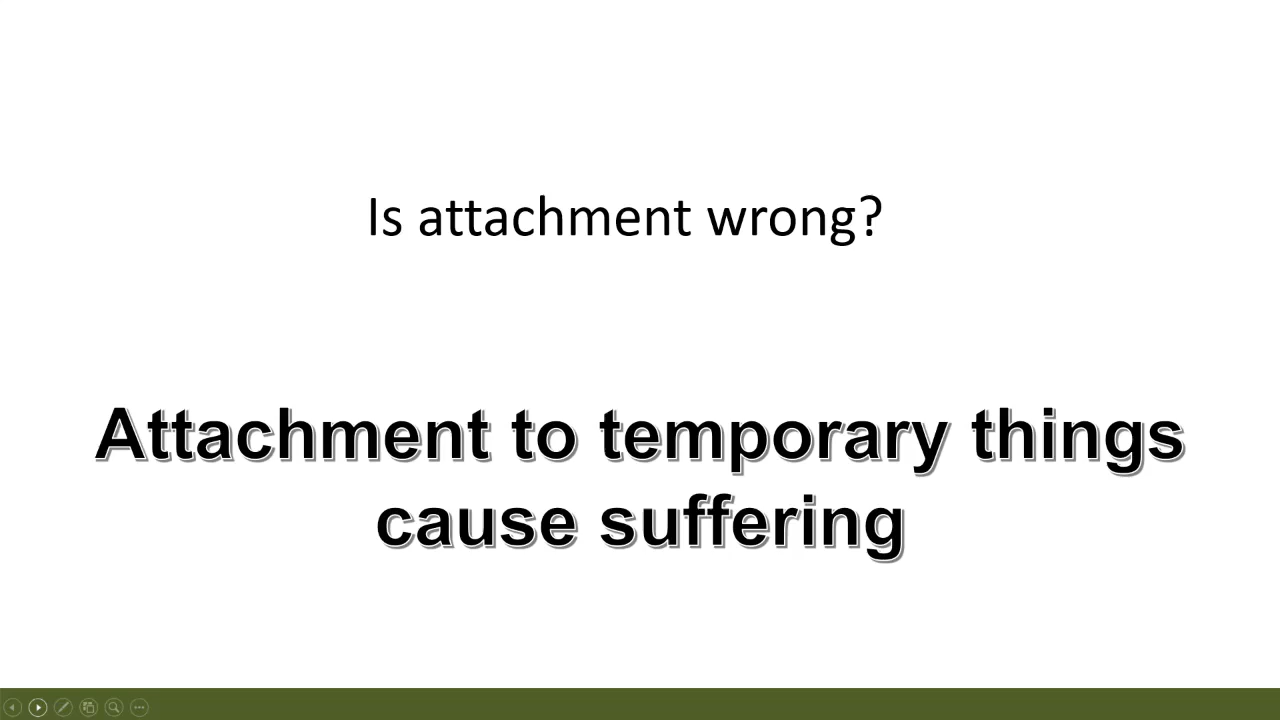 Is attachment wrong?
Attachment to temporary things
cause suffering